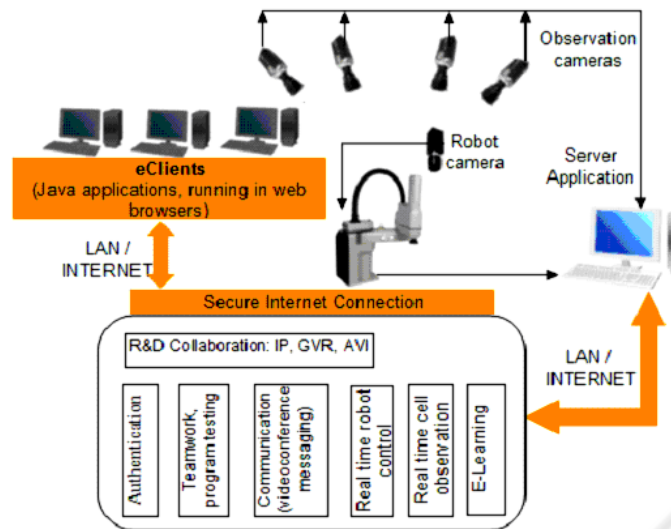 Observation
cameras
Robot
camera
Server
Application
eClients
(Java applications, running in web
browsers)
LAN /
INTERNET
Secure Internet Connection
R&D Collaboration: IP, GVR, AVI
LAN /
INTERNET
Authentication
Teamwork,
program testing
Communication
(videoconference
messaging)
Real time robot
control
Real time cell
observation
E-Learning